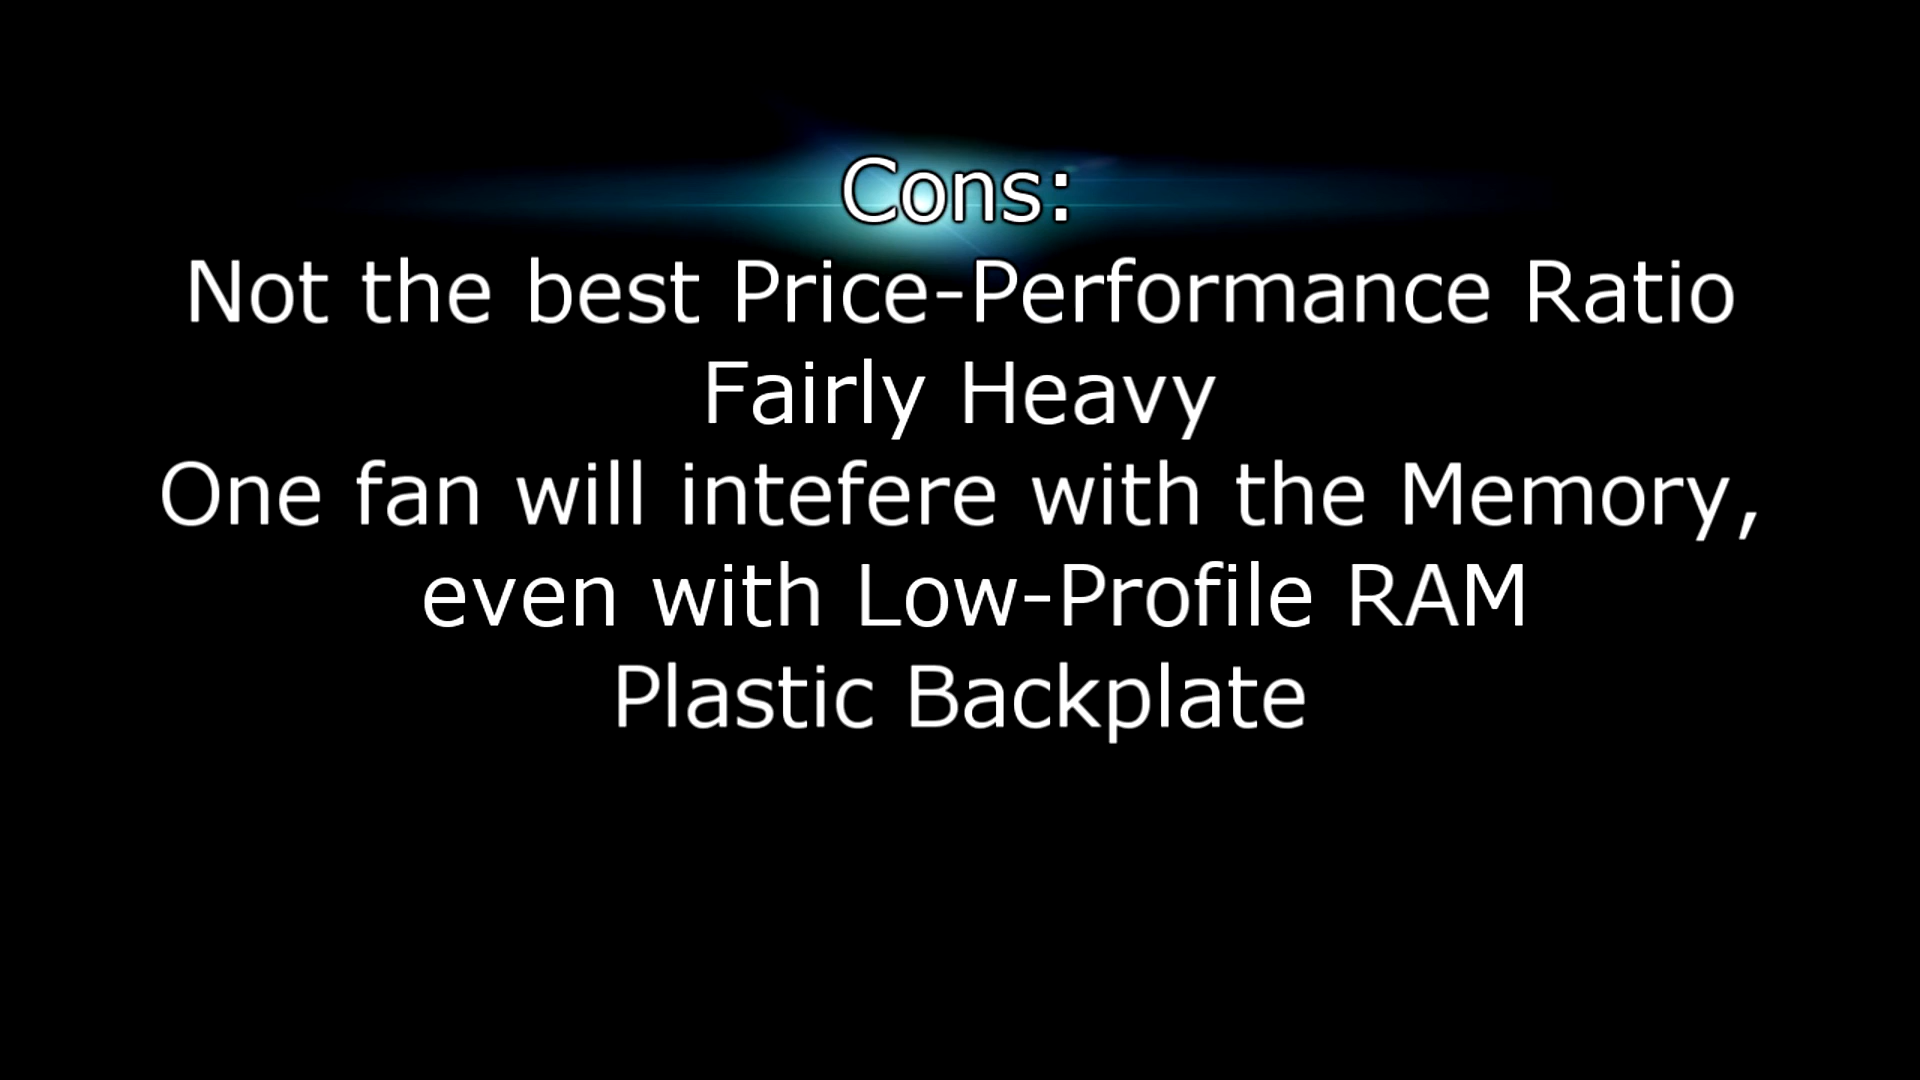 Cons:
Not the best Price-Performance Ratio
Fairly Heavy
One fan will intefere with the Memory,
even with Low-Profile RAM
Plastic Backplate